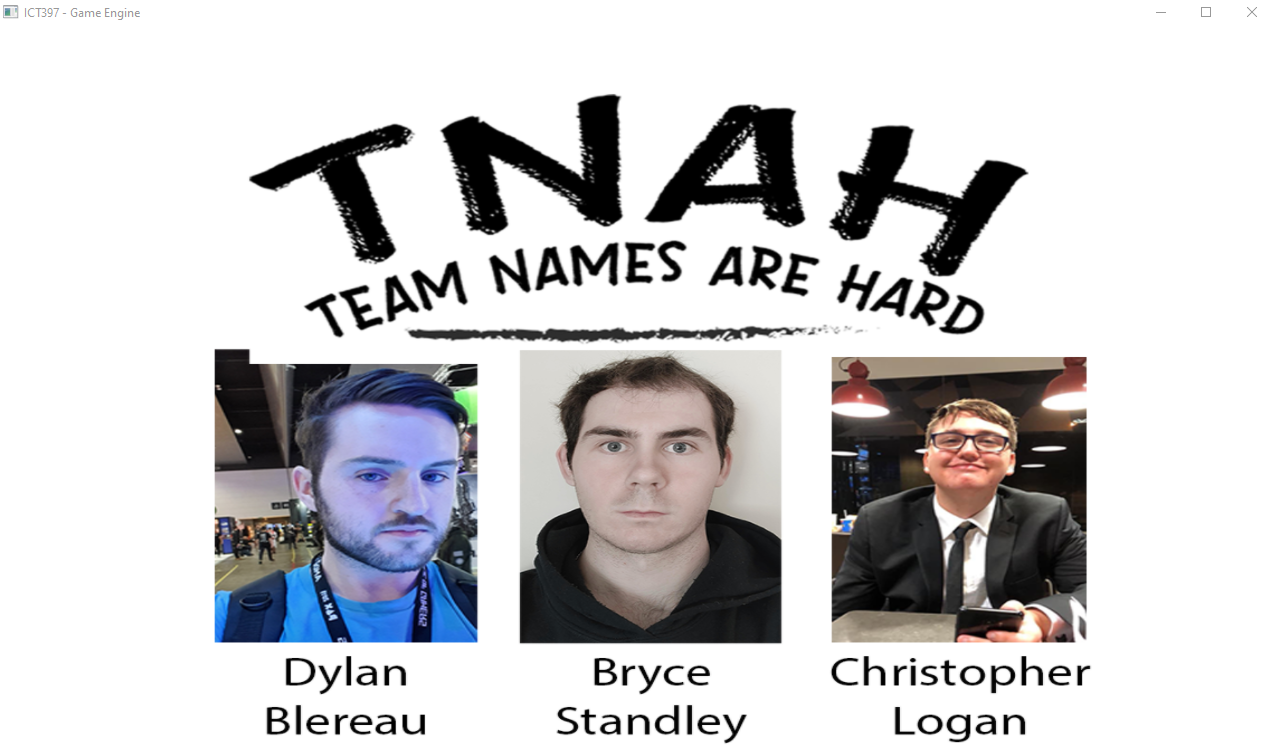 ICT397 - Game Engine
TNAH
TEAM NAMES ARE HARD
Dylan
Blereau
Bryce
Standley
Christopher
Logan